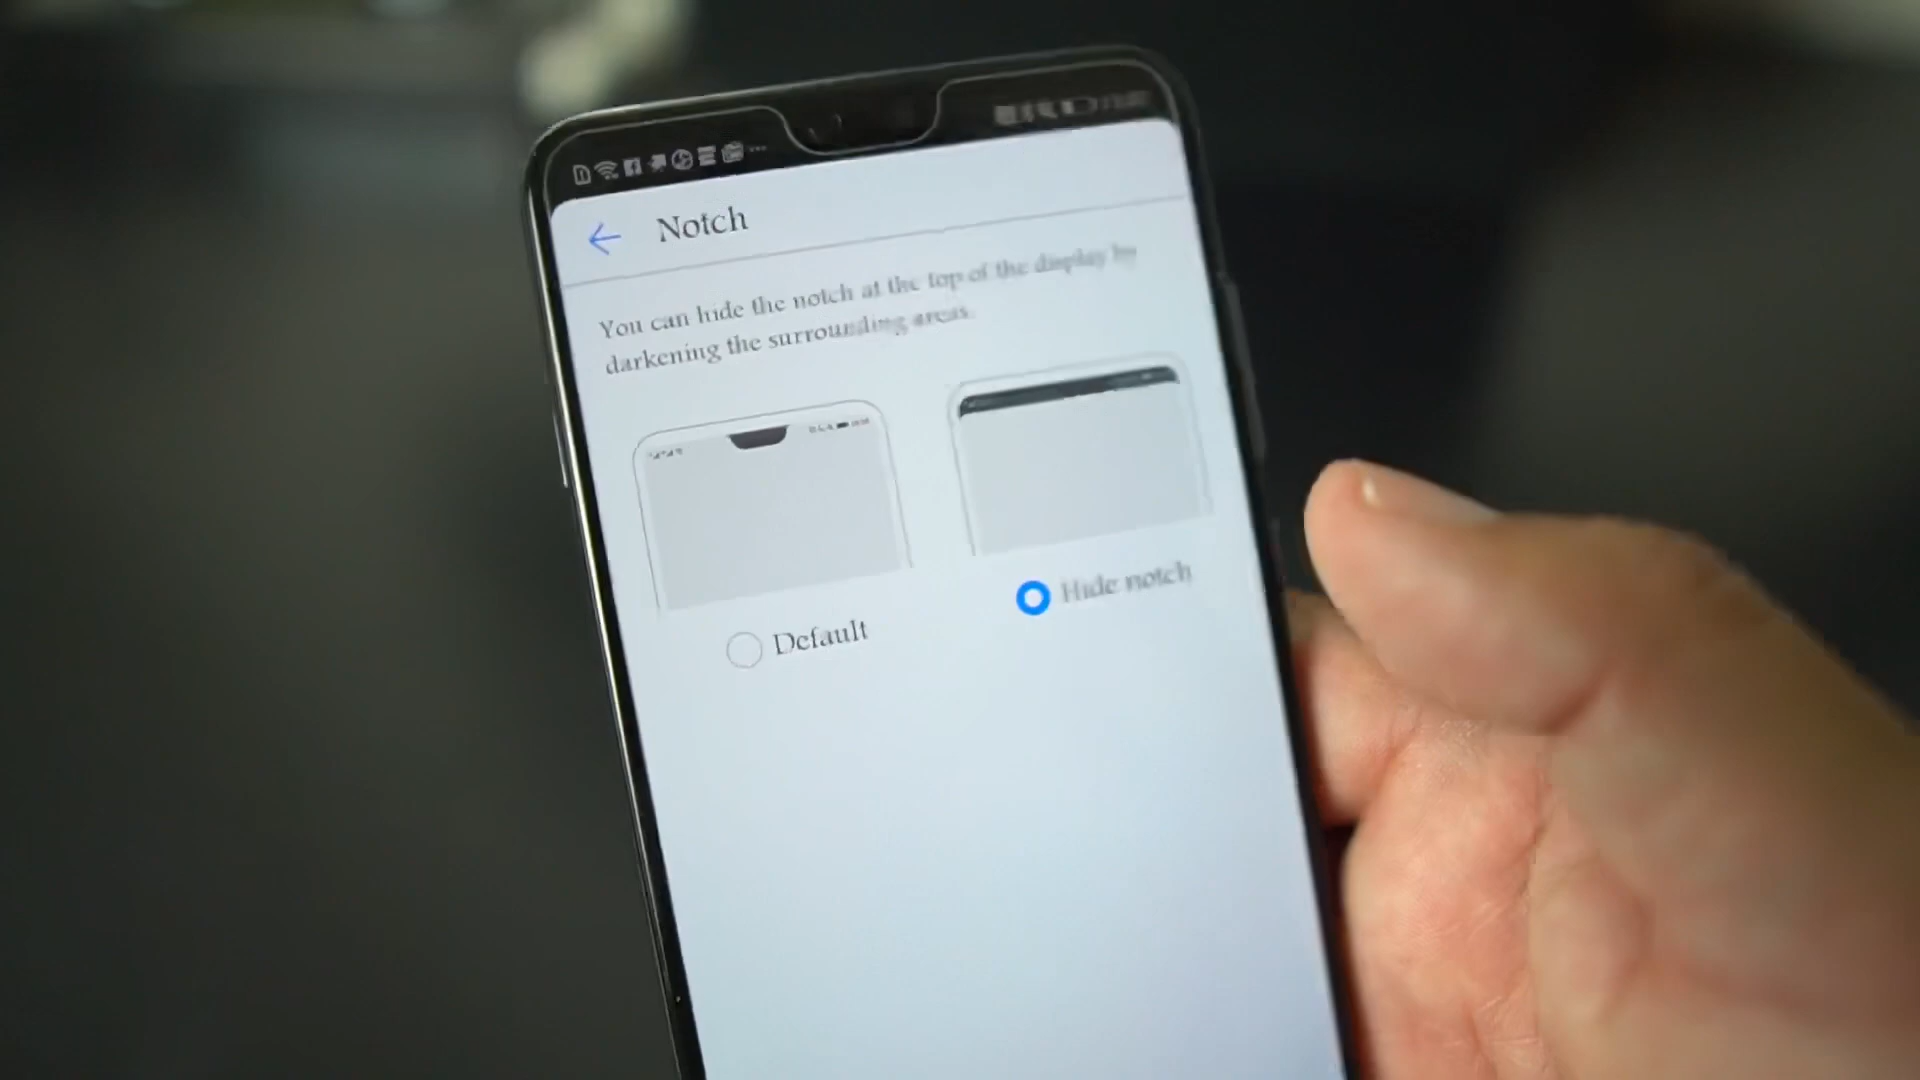 Notch
You can hide the notch at the top of the display by
darkening the surrounding areas.
Default
Hide notch